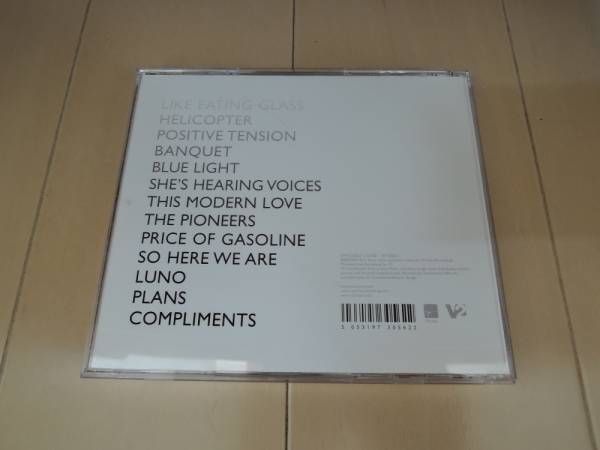 LIKE EATING GLASS
HELICOPTER
POSITIVE TENSION
BANQUET
BLUE LIGHT
SHE'S HEARING VOICES
THIS MODERN LOVE
THE PIONEERS
PRICE OF GASOLINE
SO HERE WE ARE
LUNO
PLANS
COMPLIMENTS
V2